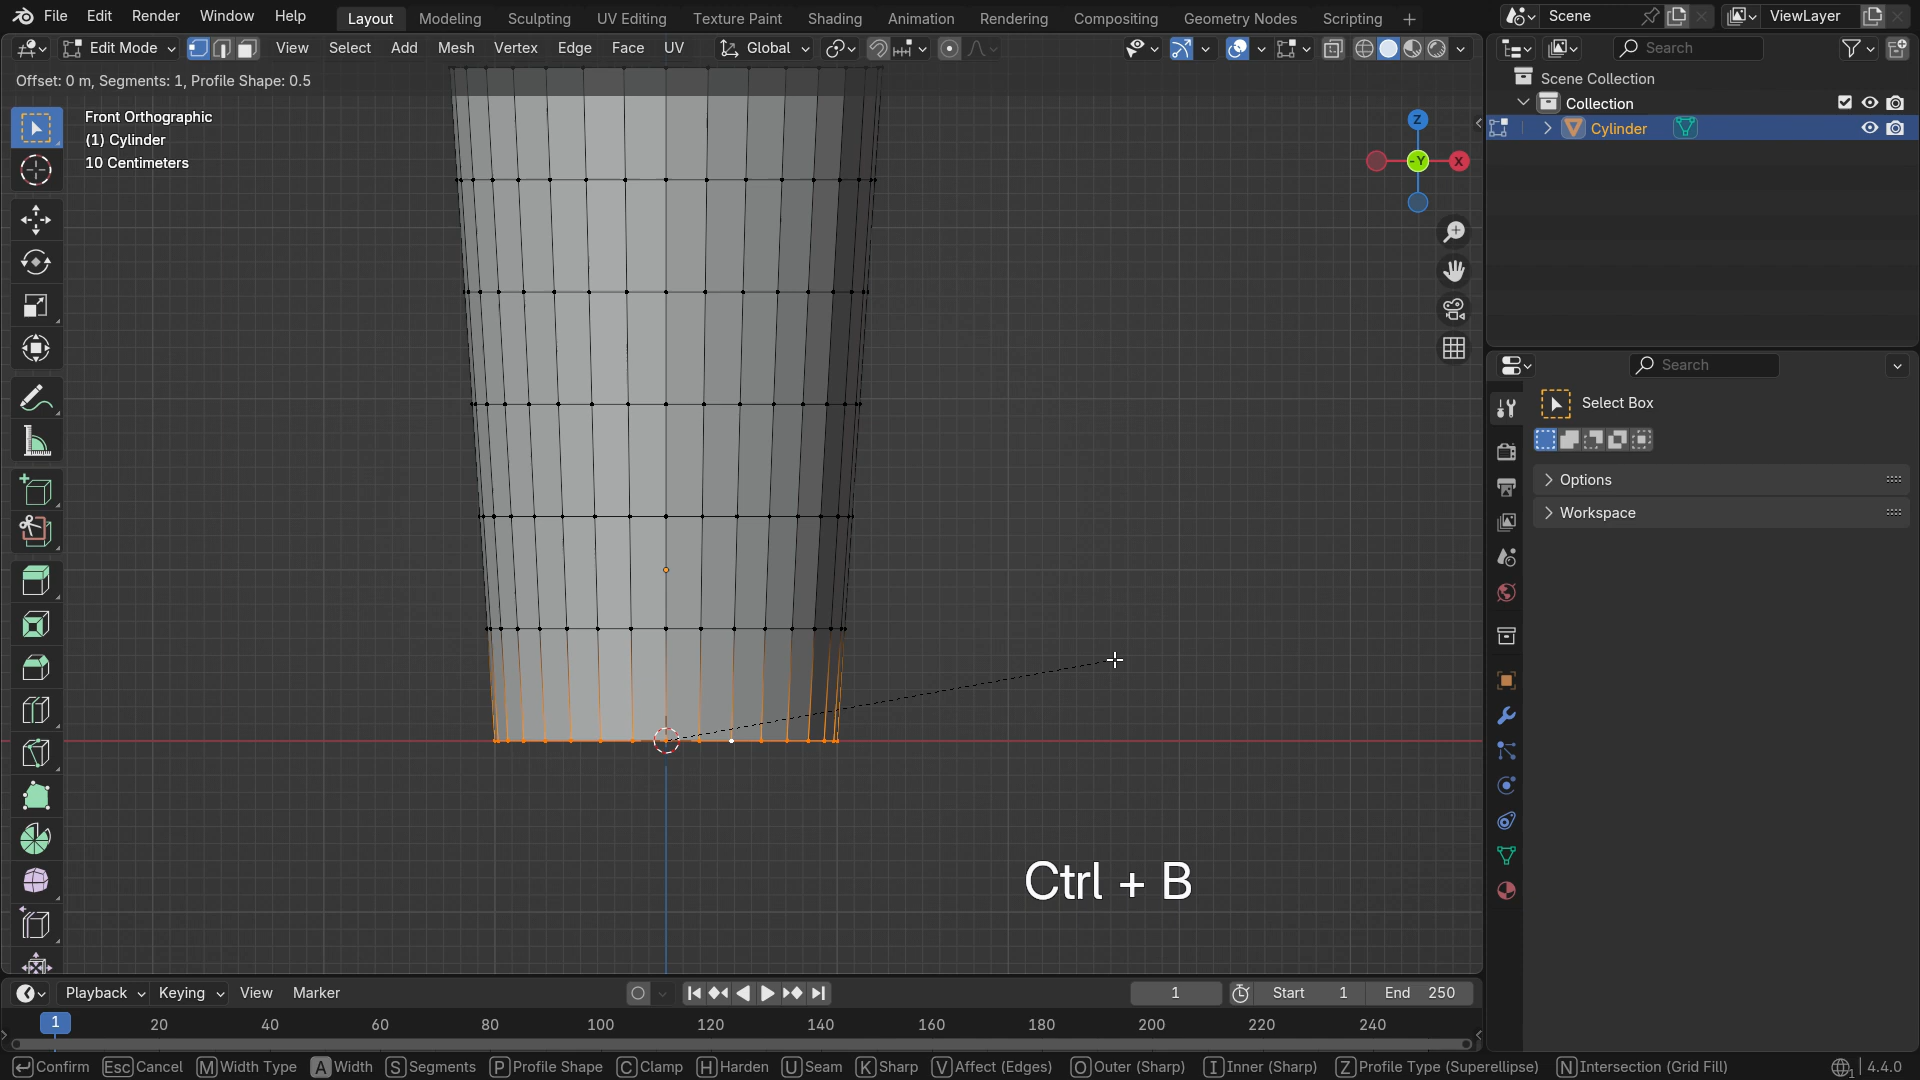 File Edit Render Window Help Layout Modeling Sculpting UV Editing Texture Paint Shading Animation Rendering Compositing Geometry Nodes Scripting + Scene ViewLayer
Edit Mode View Select Add Mesh Vertex Edge Face UV Global Search
Offset: 0 m, Segments: 1, Profile Shape: 0.5
Scene Collection
Collection
Cylinder
Front Orthographic
(1) Cylinder
10 Centimeters
Z
-Y X
Search
Select Box
Options
Workspace
Ctrl + B
Playback Keying View Marker 1 Start 1 End 250
1 20 40 60 80 100 120 140 160 180 200 220 240
Confirm Esc Cancel M Width Type A Width S Segments P Profile Shape C Clamp H Harden U Seam K Sharp V Affect (Edges) O Outer (Sharp) I Inner (Sharp) Z Profile Type (Superellipse) N Intersection (Grid Fill) 4.4.0